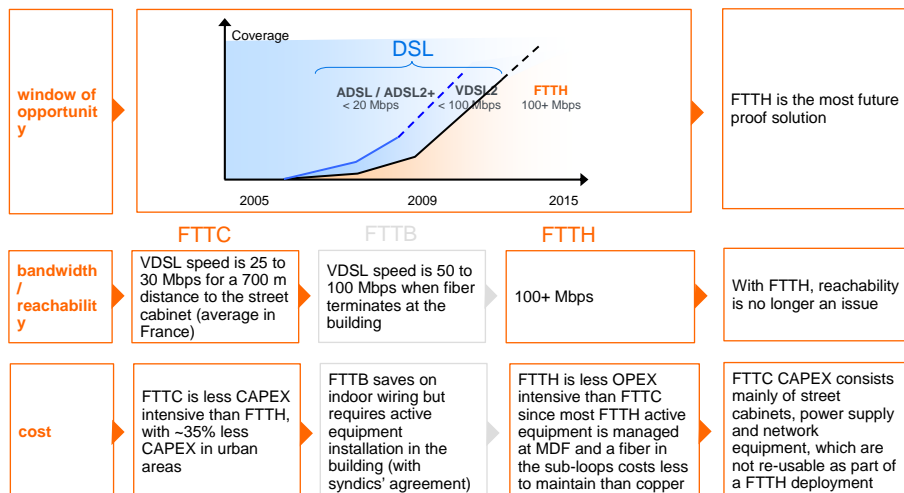 Coverage
DSL
ADSL / ADSL2+
< 20 Mbps
VDSL2
< 100 Mbps
FTTH
100+ Mbps
2005
2009
2015
window of
opportunit
y
FTTH is the most future
proof solution
FTTC
FTTB
FTTH
bandwidth
/
reachabilit
y
VDSL speed is 25 to
30 Mbps for a 700 m
distance to the street
cabinet (average in
France)
VDSL speed is 50 to
100 Mbps when fiber
terminates at the
building
100+ Mbps
With FTTH, reachability
is no longer an issue
cost
FTTC is less CAPEX
intensive than FTTH,
with ~35% less
CAPEX in urban
areas
FTTB saves on
indoor wiring but
requires active
equipment
installation in the
building (with
syndics' agreement)
FTTH is less OPEX
intensive than FTTC
since most FTTH active
equipment is managed
at MDF and a fiber in
the sub-loops costs less
to maintain than copper
FTTC CAPEX consists
mainly of street
cabinets, power supply
and network
equipment, which are
not re-usable as part of
a FTTH deployment